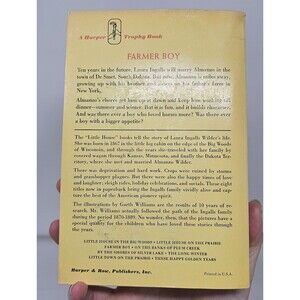 A Harper Trophy Book
FARMER BOY
Ten years in the future, Laura Ingalls will marry Almanzo in the
town of De Smet, South Dakota. But now, Almanzo is miles away,
growing up with his brother and sisters on his father's farm in
New York.
Almanzo's chores get him up at dawn and keep him busy till
dinner—summer and winter. But it is fun, and it builds character.
And was there ever a boy who loved horses more? Was there ever
a boy with a bigger appetite?
The "Little House" books tell the story of Laura Ingalls Wilder's life.
She was born in 1867 in the little log cabin on the edge of the Big Woods
of Wisconsin, and through the years she traveled with her family by
covered wagon through Kansas, Minnesota, and finally the Dakota Ter-
ritory, where she met and married Almanzo Wilder.
There was deprivation and hard work. Crops were ruined by storms
and grasshopper plagues. But there were also the happy times of love
and laughter; sleigh rides, holiday celebrations, and socials. These eight
titles now in paperback bring the Ingalls family vividly alive and cap-
ture the best of the American pioneer spirit.
The illustrations by Garth Williams are the results of 10 years of re-
search. Mr. Williams actually followed the path of the Ingalls family
during the period 1870-1889. No wonder, then, that the pictures have a
special quality for the children who have loved these stories through
the years.
LITTLE HOUSE IN THE BIG WOODS • LITTLE HOUSE ON THE PRAIRIE
FARMER BOY • ON THE BANKS OF PLUM CREEK
BY THE SHORES OF SILVER LAKE • THE LONG WINTER
LITTLE TOWN ON THE PRAIRIE • THESE HAPPY GOLDEN YEARS
Harper & Row, Publishers, Inc.
Printed in U.S.A.